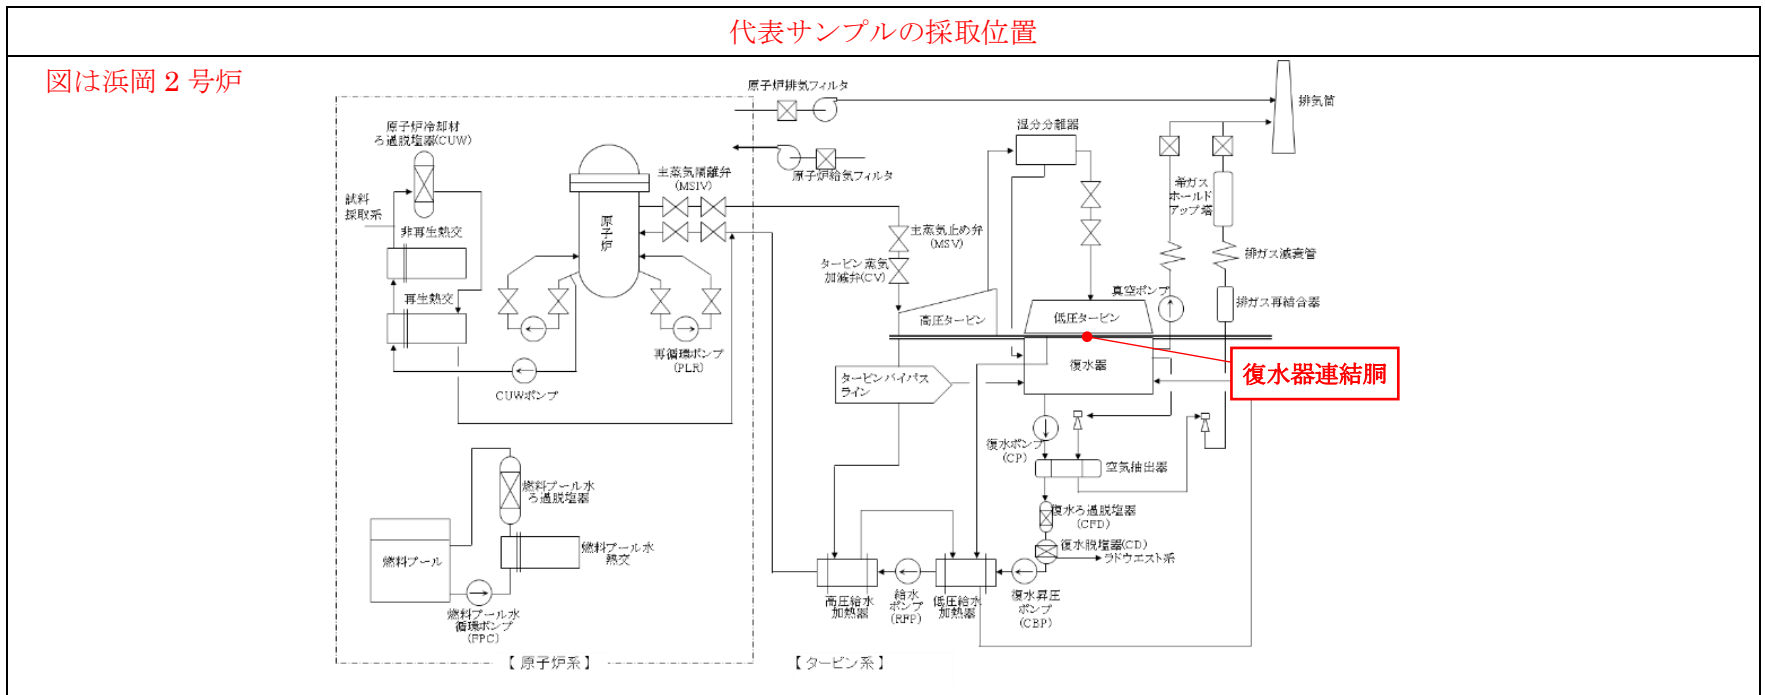 代表サンプルの採取位置
図は浜岡 2 号炉
原子炉排気フィルタ
排気筒
原子炉冷却材
ろ過脱塩器(CUW)
湿分分離器
主蒸気隔離弁
(MSIV)
原子炉給気フィルタ
試料
採取系
希ガス
ホールド
アップ塔
非再生熱交
原子炉
主蒸気止め弁
(MSV)
排ガス減衰管
タービン蒸気
加減弁(CV)
再生熱交
真空ポンプ
排ガス再結合器
高圧タービン
低圧タービン
再循環ポンプ
(PLR)
復水器
復水器連結胴
タービンバイパス
ライン
CUWポンプ
復水ポンプ
(CP)
空気抽出器
燃料プール水
ろ過脱塩器
復水ろ過脱塩器
(CFD)
復水脱塩器(CD)
ラドウエスト系
燃料プール
燃料プール水
熱交
高圧給水
加熱器
給水
ポンプ
(RFP)
低圧給水
加熱器
復水昇圧
ポンプ
(CBP)
燃料プール水
循環ポンプ
(FPC)
【 原子炉系 】
【 タービン系 】